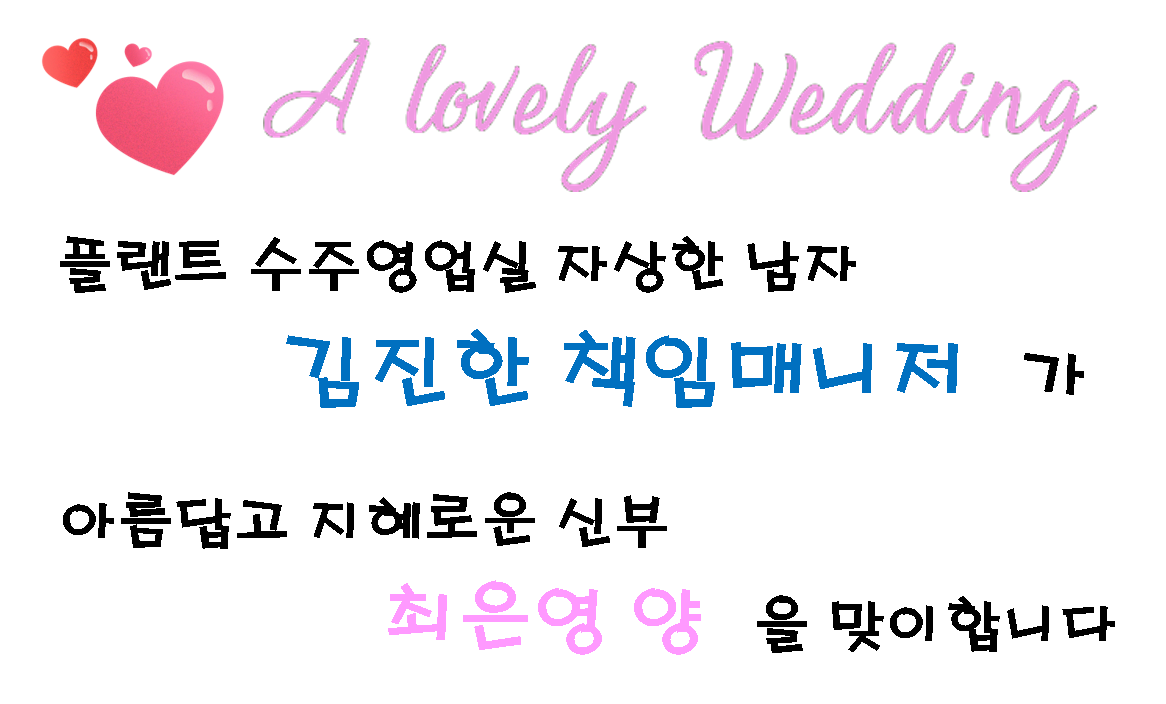 A lovely Wedding
플랜트 수주영업실 자상한 남자
김진한 책임매니저 가
아름답고 지혜로운 신부
최은영 양 을 맞이합니다